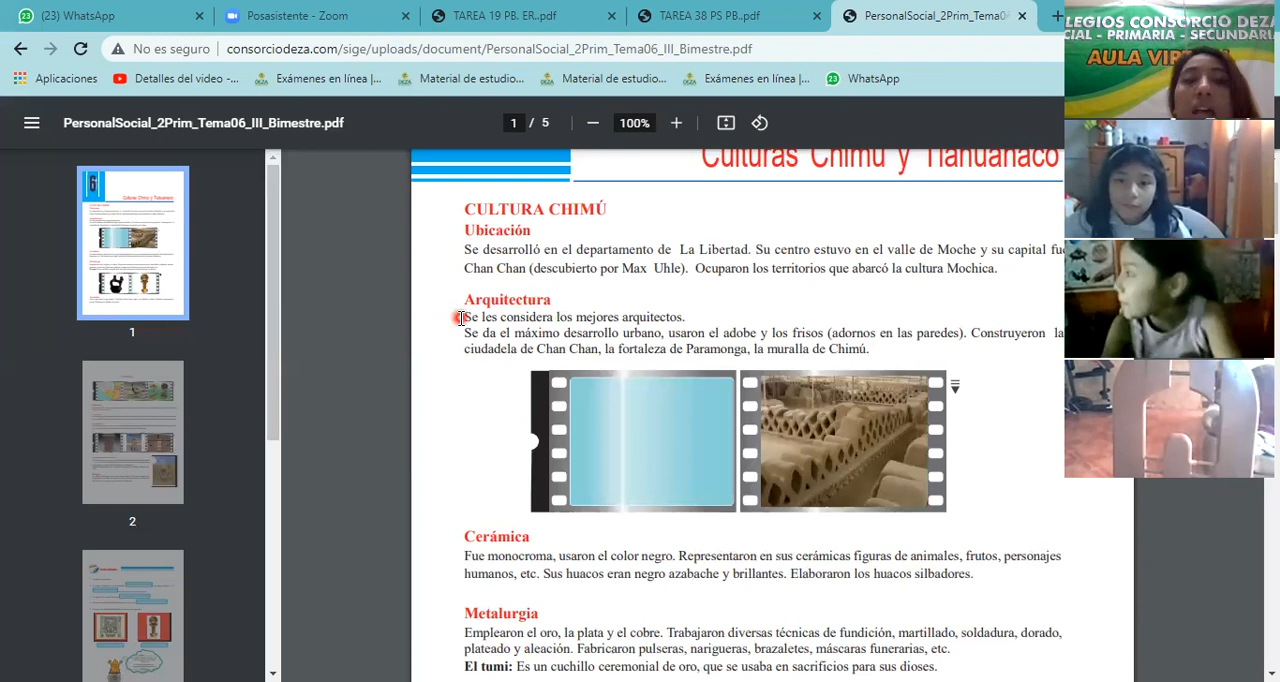 (23) WhatsApp
Posasistente - Zoom
TAREA 19 PB. ER..pdf
TAREA 38 PS PB..pdf
PersonalSocial_2Prim_Tema0
No es seguro
consorciodeza.com/sige/uploads/document/PersonalSocial_2Prim_Tema06_III_Bimestre.pdf
Aplicaciones
Detalles del video -...
Exámenes en línea |...
Material de estudio...
Material de estudio...
Exámenes en línea |...
WhatsApp
PersonalSocial_2Prim_Tema06_III_Bimestre.pdf
1 / 5
100%
6
1
2
Culturas Chimú y Tiahuanaco
CULTURA CHIMÚ
Ubicación
Se desarrolló en el departamento de La Libertad. Su centro estuvo en el valle de Moche y su capital fue
Chan Chan (descubierto por Max Uhle). Ocuparon los territorios que abarcó la cultura Mochica.
Arquitectura
Se les considera los mejores arquitectos.
Se da el máximo desarrollo urbano, usaron el adobe y los frisos (adornos en las paredes). Construyeron la
ciudadela de Chan Chan, la fortaleza de Paramonga, la muralla de Chimú.
Cerámica
Fue monocroma, usaron el color negro. Representaron en sus cerámicas figuras de animales, frutos, personajes
humanos, etc. Sus huacos eran negro azabache y brillantes. Elaboraron los huacos silbadores.
Metalurgia
Emplearon el oro, la plata y el cobre. Trabajaron diversas técnicas de fundición, martillado, soldadura, dorado,
plateado y aleación. Fabricaron pulseras, narigueras, brazaletes, máscaras funerarias, etc.
El tumi: Es un cuchillo ceremonial de oro, que se usaba en sacrificios para sus dioses.
LEGIOS CONSORCIO DEZA
CIAL - PRIMARIA - SECUNDARIA
AULA VIR